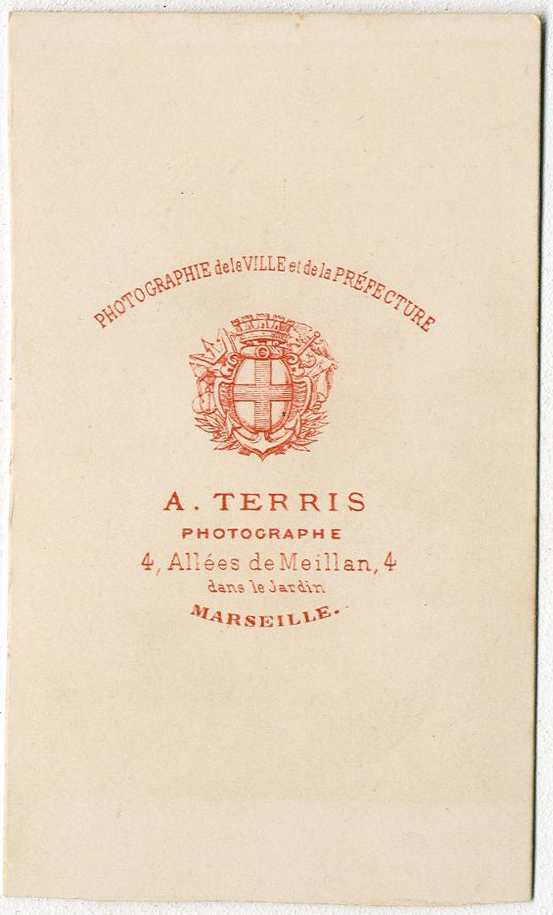 PHOTOGRAPHIE de la VILLE et de la PRÉFECTURE
A. TERRIS
PHOTOGRAPHE
4, Allées de Meillan, 4
dans le Jardin
MARSEILLE.